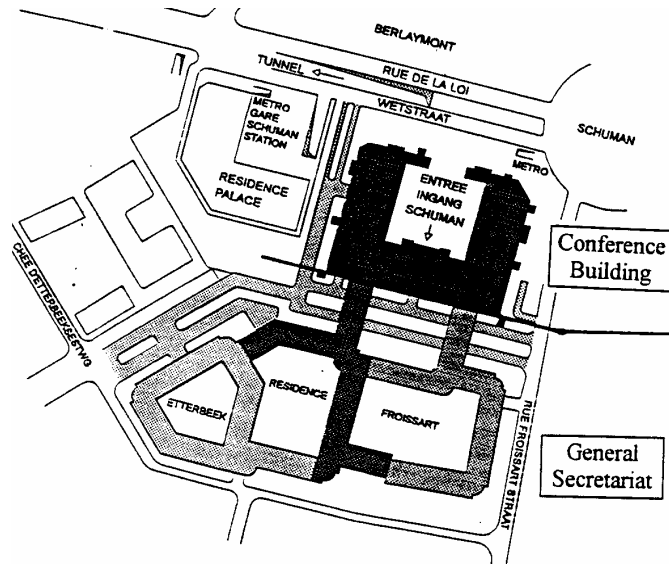 BERLAYMONT
RUE DE LA LOI
TUNNEL
WETSTRAAT
SCHUMAN
METRO
GARE
SCHUMAN
STATION
METRO
ENTREE
INGANG
SCHUMAN
RESIDENCE
PALACE
Conference
Building
CHEE D'ETTERBEEKSESTWG
RESIDENCE
ETTERBEEK
FROISSART
RUE FROISSART STRAAT
General
Secretariat